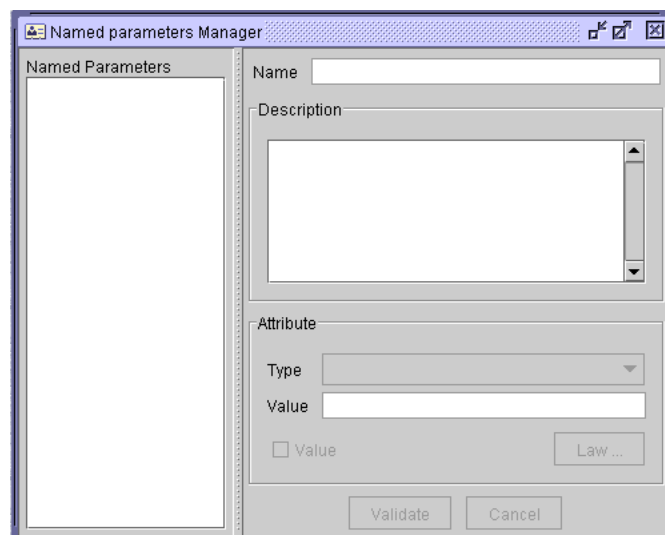 Named parameters Manager
Named Parameters
Name
Description
Attribute
Type
Value
Value
Law ...
Validate
Cancel